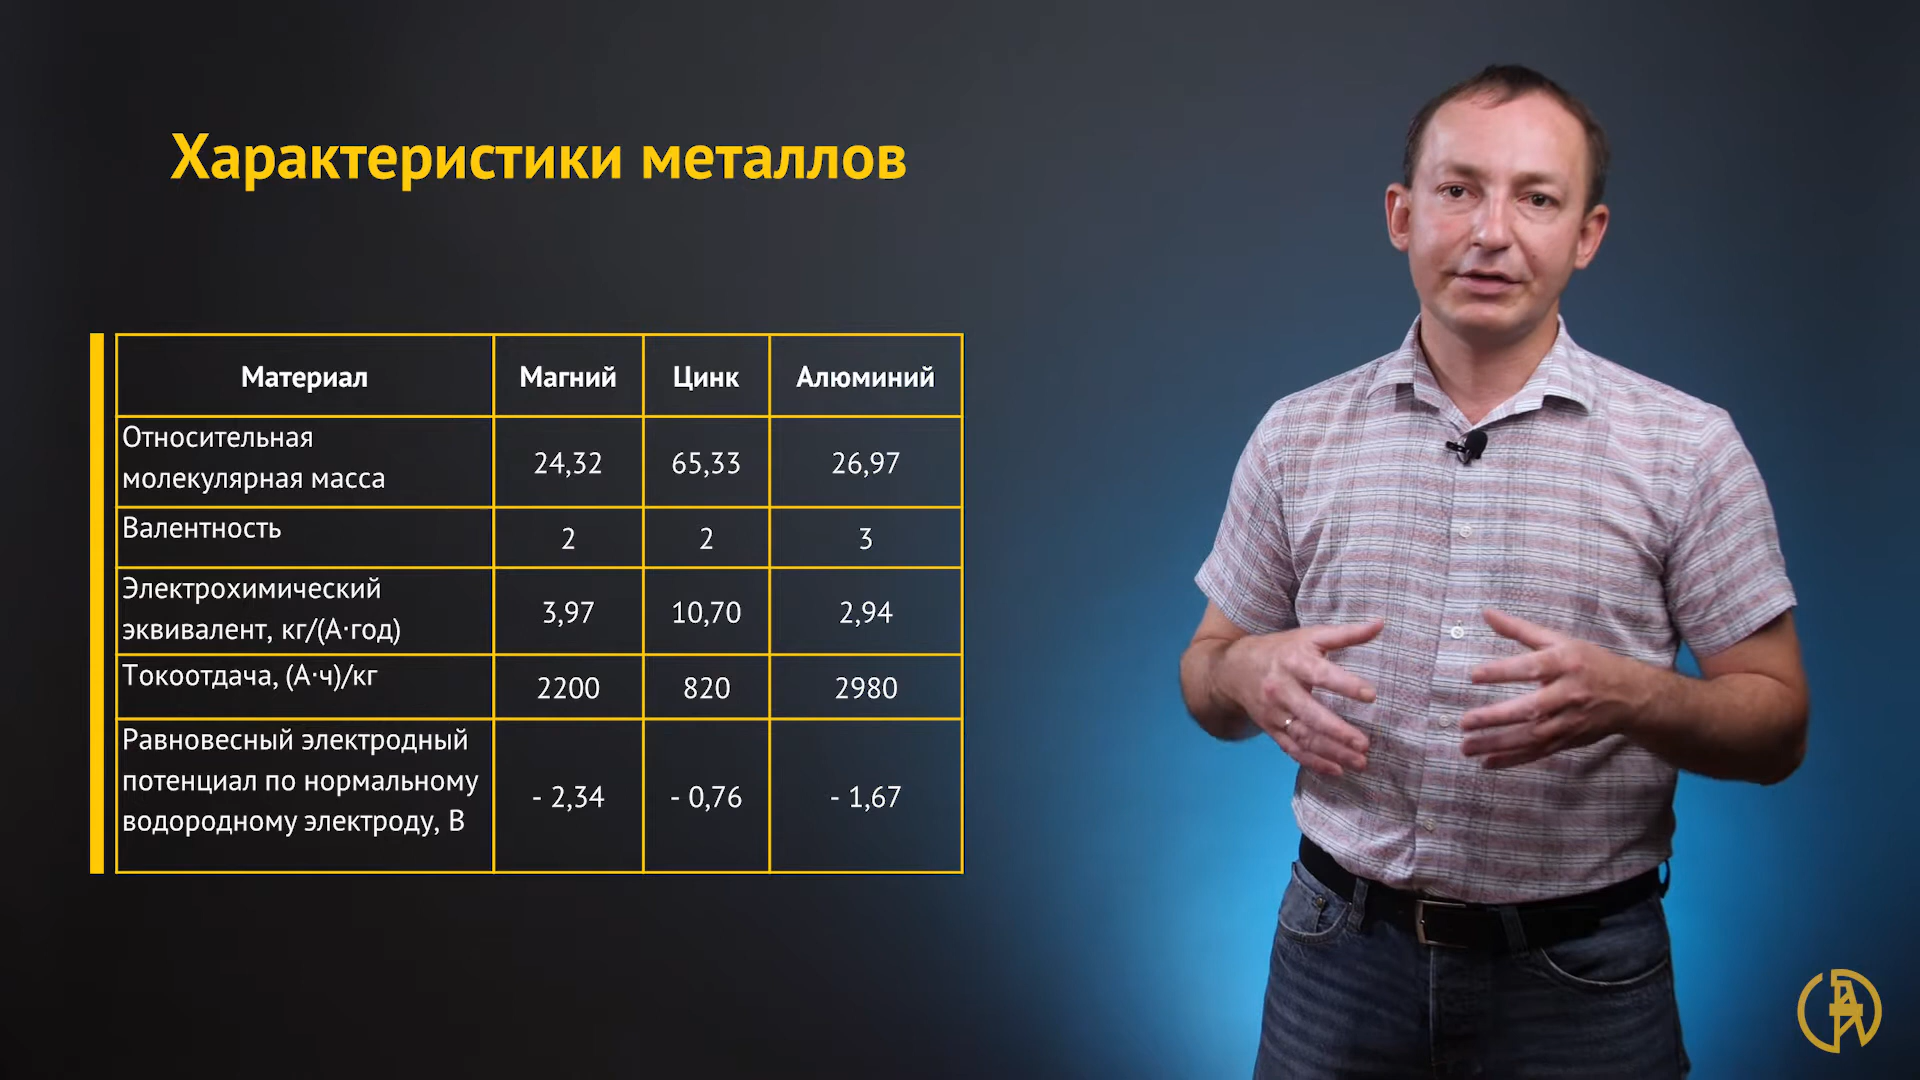 Характеристики металлов
Материал
Магний
Цинк
Алюминий
Относительная
молекулярная масса
24,32
65,33
26,97
Валентность
2
2
3
Электрохимический
эквивалент, кг/(А·год)
3,97
10,70
2,94
Токоотдача, (А·ч)/кг
2200
820
2980
Равновесный электродный
потенциал по нормальному
водородному электроду, В
- 2,34
- 0,76
- 1,67